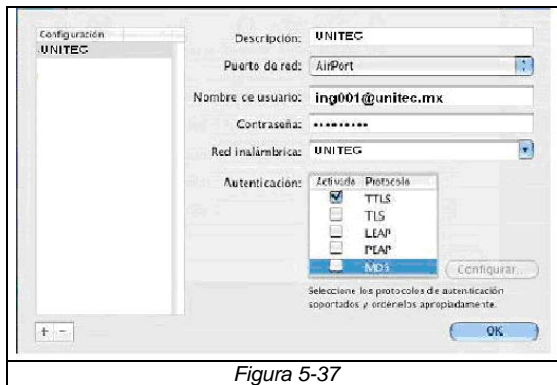 Configuración
UNITEC
Descripción: UNITEC
Puerto de red: AirPort
Nombre de usuario: ing001@unitec.mx
Contraseña: •••••••••
Red inalámbrica: UNITEC
Autenticación: Activado Protocolo
TTLS
TLS
LEAP
PEAP
MD5
Configurar...
Seleccione los protocolos de autenticación
soportados y ordénelos apropiadamente.
+ -
OK
Figura 5-37